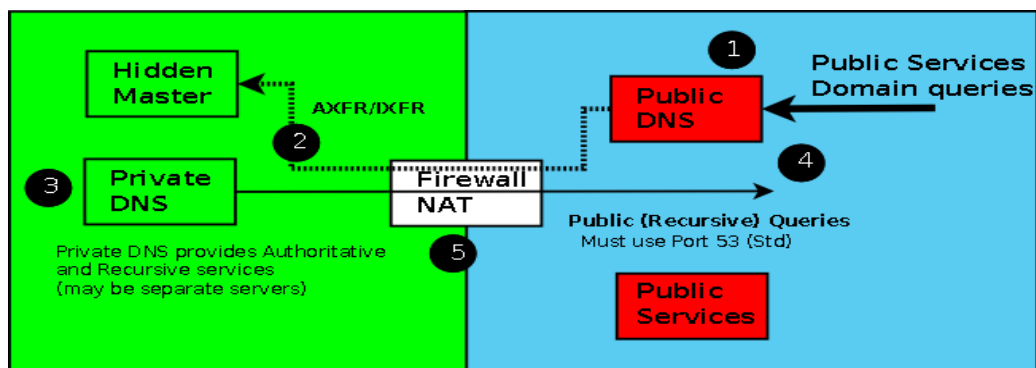 Hidden
Master
AXFR/IXFR
2
3
Private
DNS
Private DNS provides Authoritative
and Recursive services
(may be separate servers)
Firewall
NAT
5
1
Public
DNS
Public Services
Domain queries
4
Public (Recursive) Queries
Must use Port 53 (Std)
Public
Services